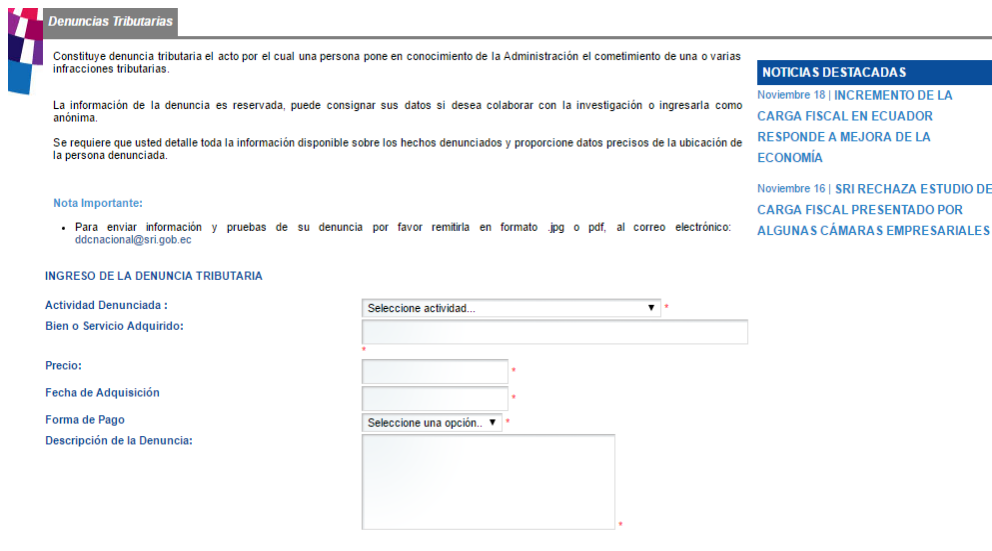 Denuncias Tributarias
Constituye denuncia tributaria el acto por el cual una persona pone en conocimiento de la Administración el cometimiento de una o varias
infracciones tributarias.
La información de la denuncia es reservada, puede consignar sus datos si desea colaborar con la investigación o ingresarla como
anónima.
Se requiere que usted detalle toda la información disponible sobre los hechos denunciados y proporcione datos precisos de la ubicación de
la persona denunciada.
Nota Importante:
• Para enviar información y pruebas de su denuncia por favor remitirla en formato .jpg o pdf, al correo electrónico:
ddcnacional@sri.gob.ec
NOTICIAS DESTACADAS
Noviembre 18 | INCREMENTO DE LA
CARGA FISCAL EN ECUADOR
RESPONDE A MEJORA DE LA
ECONOMÍA
Noviembre 16 | SRI RECHAZA ESTUDIO DE
CARGA FISCAL PRESENTADO POR
ALGUNAS CÁMARAS EMPRESARIALES
INGRESO DE LA DENUNCIA TRIBUTARIA
Actividad Denunciada : Seleccione actividad... *
Bien o Servicio Adquirido:
*
Precio: *
Fecha de Adquisición *
Forma de Pago Seleccione una opción.. *
Descripción de la Denuncia:
*